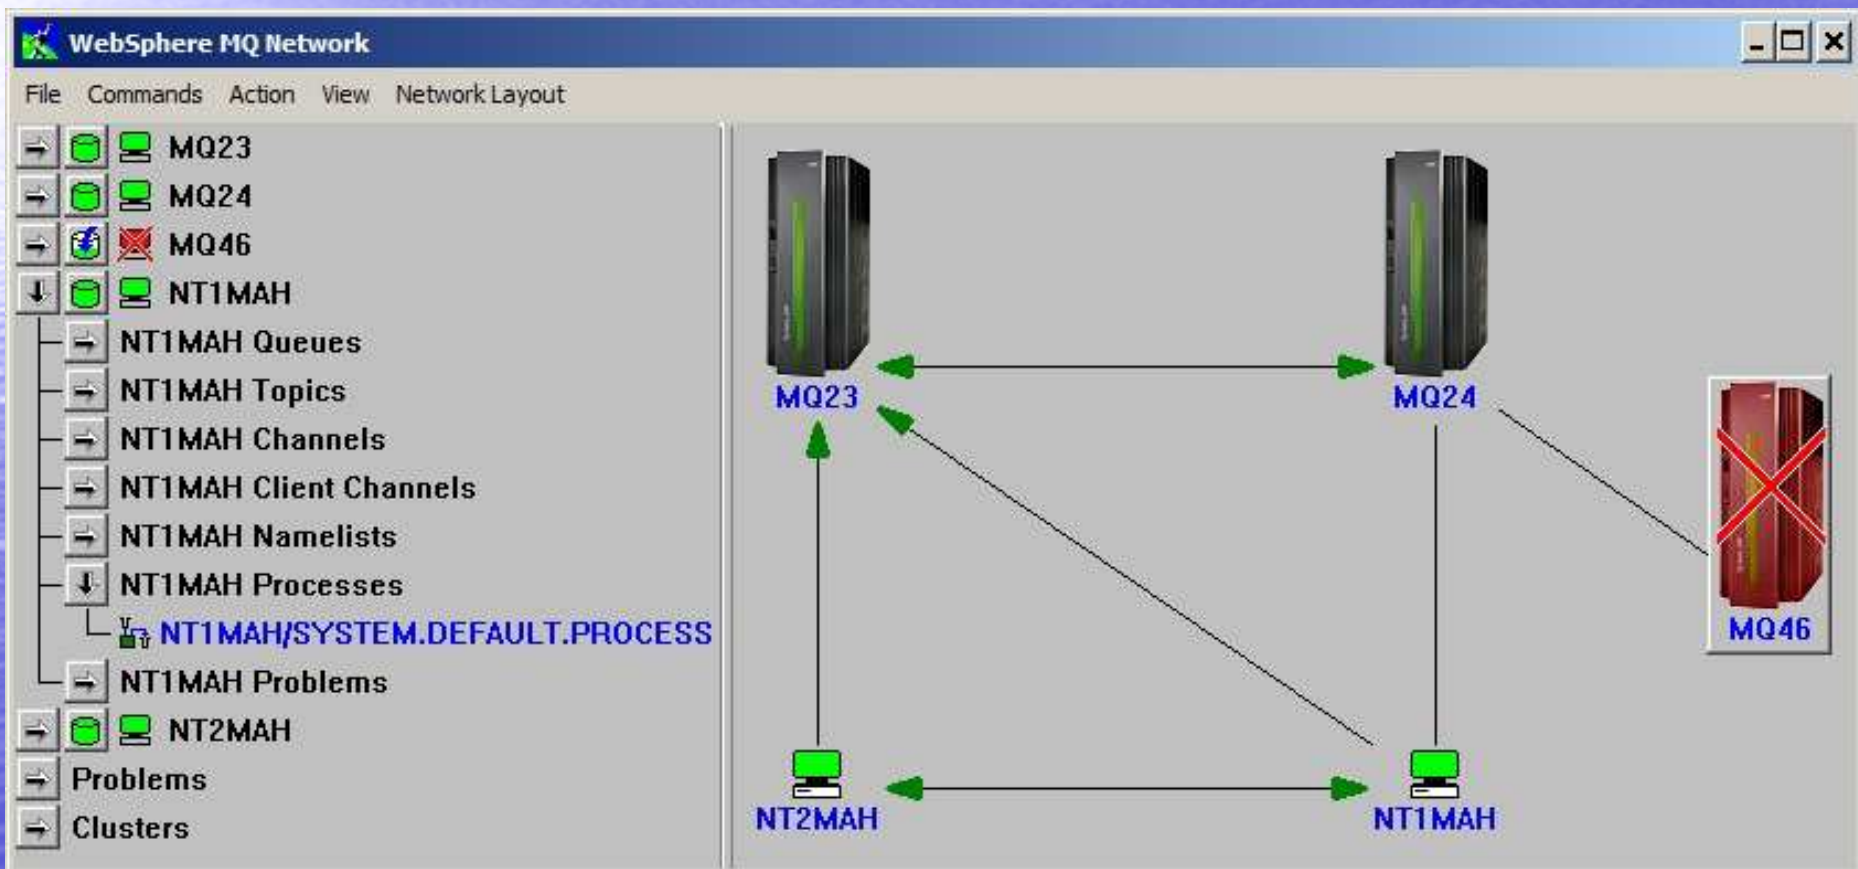 WebSphere MQ Network
File Commands Action View Network Layout
MQ23
MQ24
MQ46
NT1MAH
NT1MAH Queues
NT1MAH Topics
NT1MAH Channels
NT1MAH Client Channels
NT1MAH Namelists
NT1MAH Processes
NT1MAH/SYSTEM.DEFAULT.PROCESS
NT1MAH Problems
NT2MAH
Problems
Clusters
MQ23
MQ24
MQ46
NT2MAH
NT1MAH